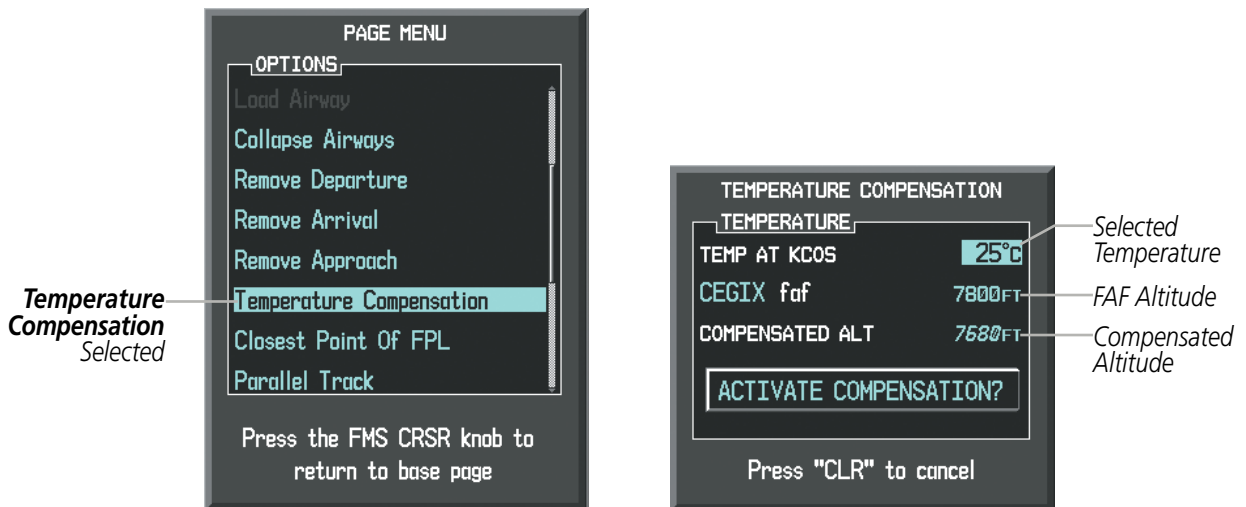 PAGE MENU
OPTIONS
Load Airway
Collapse Airways
Remove Departure
Remove Arrival
Remove Approach
Temperature Compensation
Closest Point Of FPL
Parallel Track
Press the FMS CRSR knob to
return to base page
Temperature
Compensation
Selected
TEMPERATURE COMPENSATION
TEMPERATURE
TEMP AT KCOS 25°C
CEGIX faf 7800FT
COMPENSATED ALT 7680FT
ACTIVATE COMPENSATION?
Press "CLR" to cancel
Selected
Temperature
FAF Altitude
Compensated
Altitude